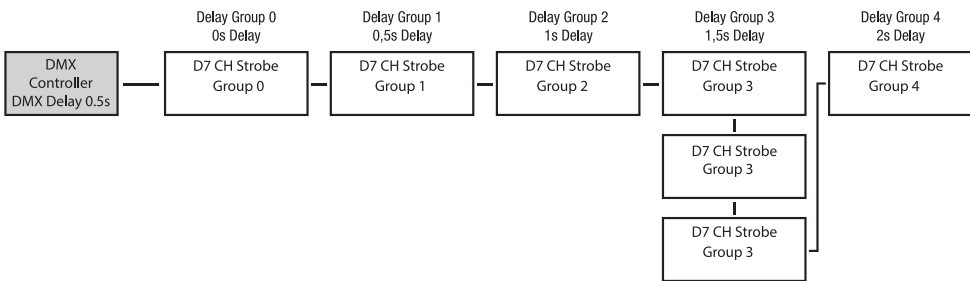 Delay Group 0
0s Delay
Delay Group 1
0,5s Delay
Delay Group 2
1s Delay
Delay Group 3
1,5s Delay
Delay Group 4
2s Delay
DMX
Controller
DMX Delay 0.5s
D7 CH Strobe
Group 0
D7 CH Strobe
Group 1
D7 CH Strobe
Group 2
D7 CH Strobe
Group 3
D7 CH Strobe
Group 4
D7 CH Strobe
Group 3
D7 CH Strobe
Group 3